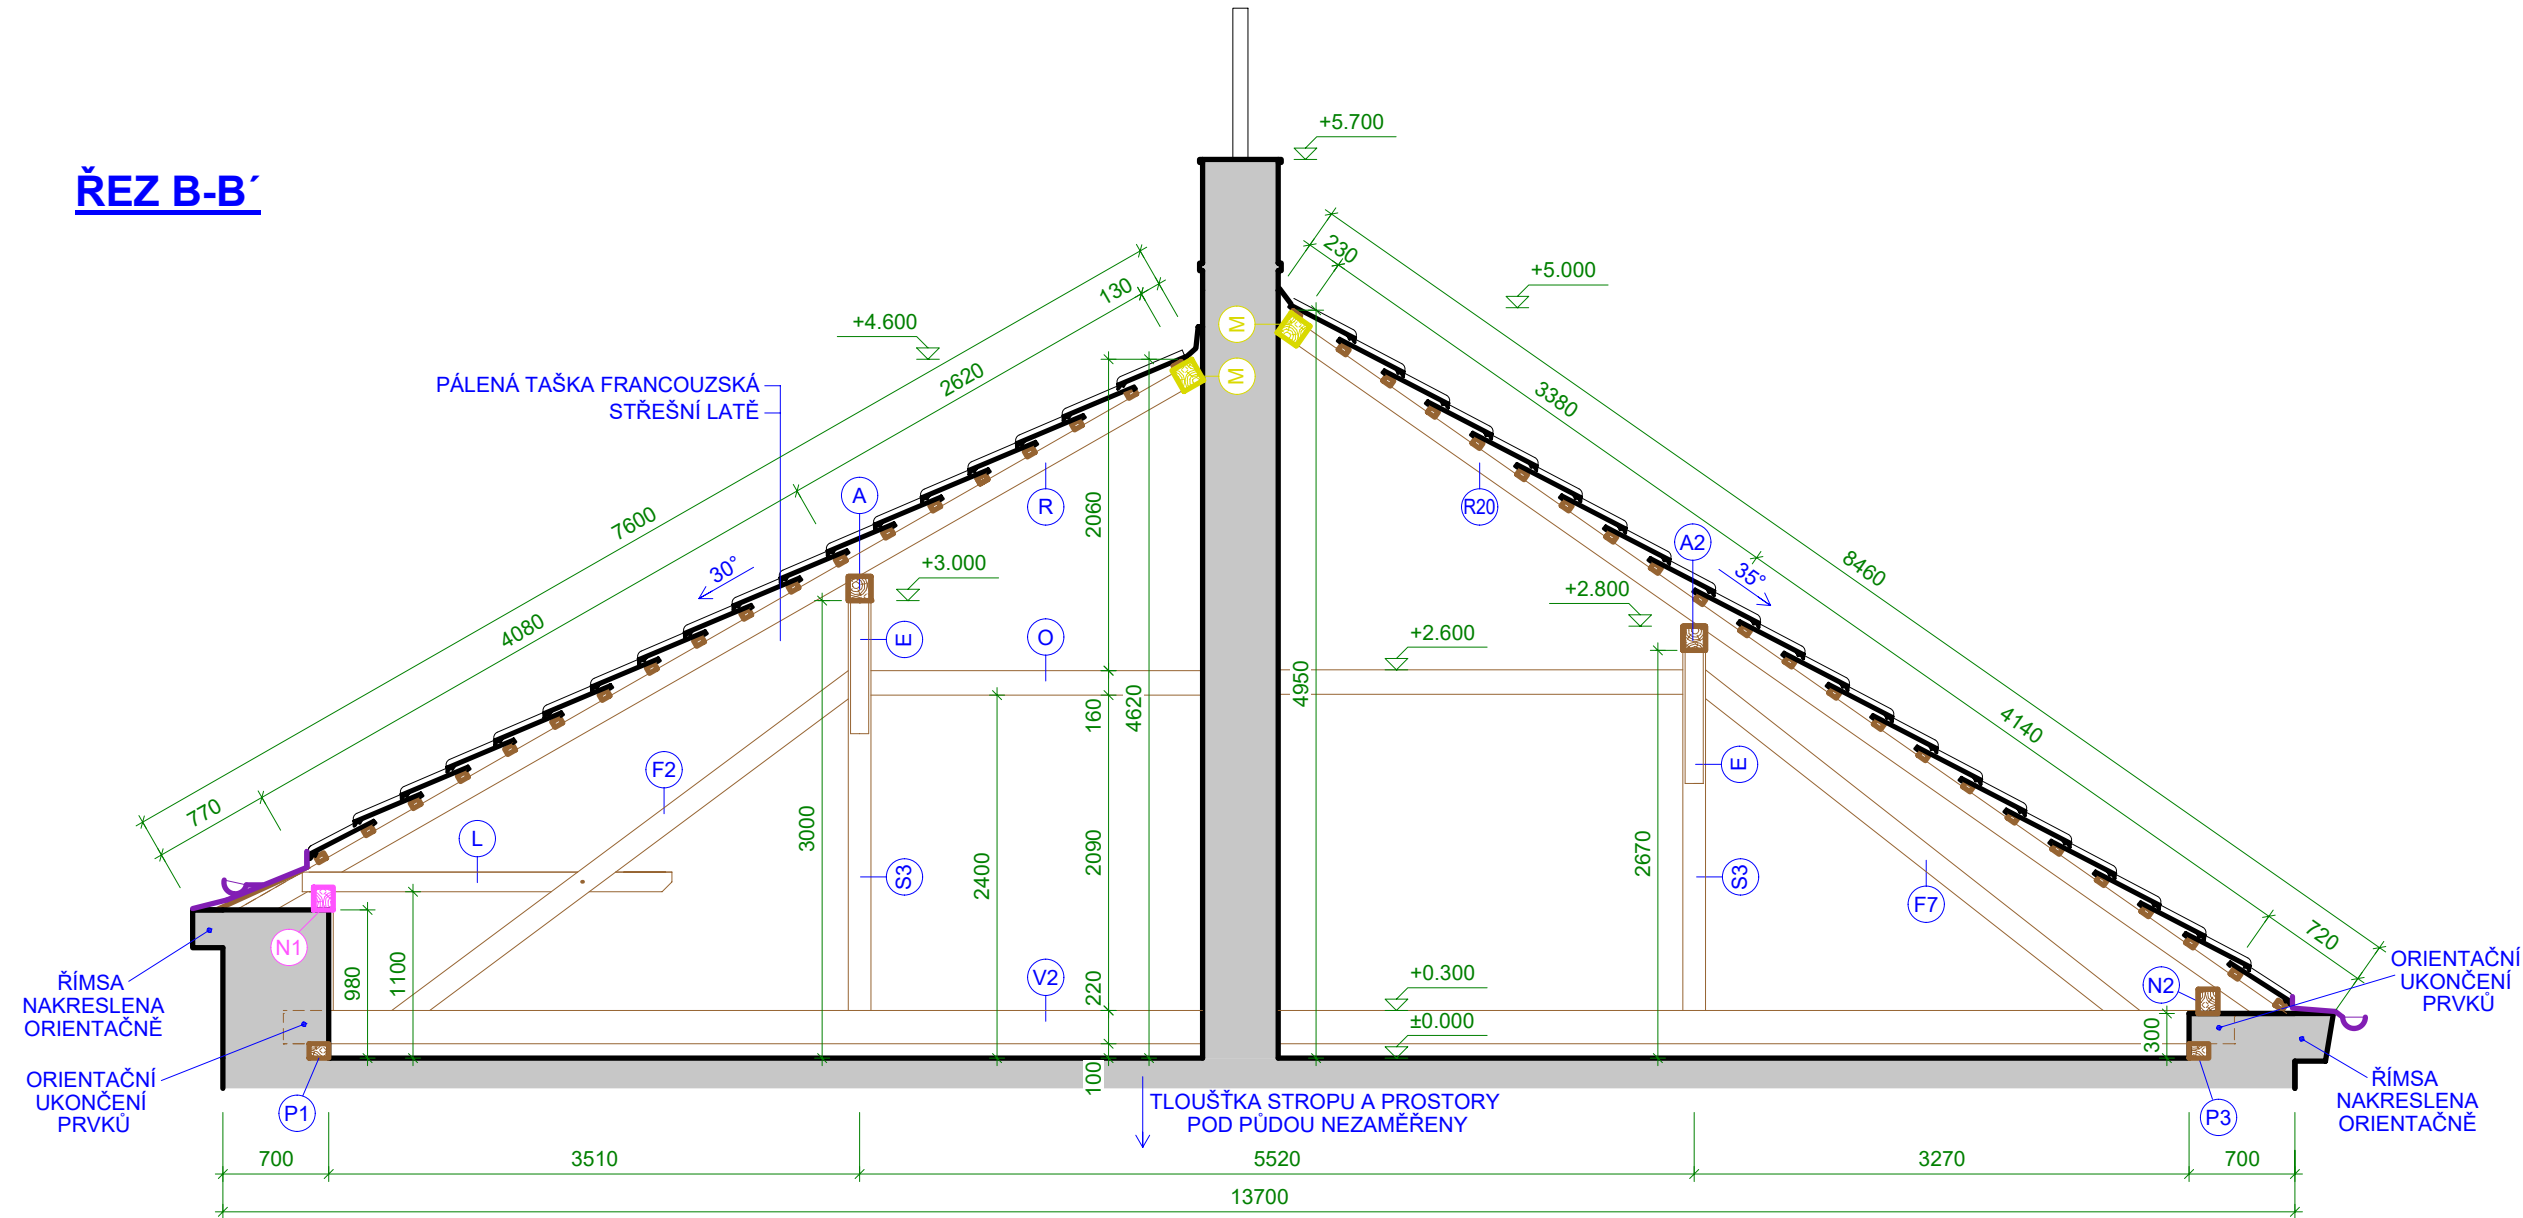 ŘEZ B-B´
+5.700
230
+5.000
130
+4.600
2620
PÁLENÁ TAŠKA FRANCOUZSKÁ
STŘEŠNÍ LATĚ
M
M
3380
7600
A
R
2060
R20
A2
8460
30°
+3.000
35°
+2.800
4080
E
O
+2.600
4950
160
4620
4140
F2
E
770
L
3000
2090
2400
S3
2670
S3
F7
N1
980
1100
V2
220
+0.300
±0.000
N2
300
720
ŘÍMSA
NAKRESLENA
ORIENTAČNĚ
ORIENTAČNÍ
UKONČENÍ
PRVKŮ
ORIENTAČNÍ
UKONČENÍ
PRVKŮ
P1
100
TLOUŠŤKA STROPU A PROSTORY
POD PŮDOU NEZAMĚŘENY
P3
ŘÍMSA
NAKRESLENA
ORIENTAČNĚ
700
3510
5520
3270
700
13700